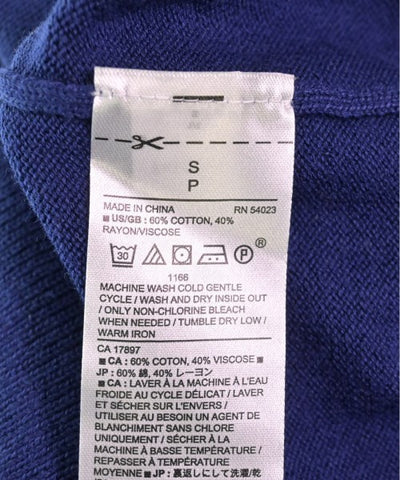 S
P
MADE IN CHINA RN 54023
■ US/GB : 60% COTTON, 40%
RAYON/VISCOSE
30 P ®
1166
MACHINE WASH COLD GENTLE
CYCLE / WASH AND DRY INSIDE OUT
/ ONLY NON-CHLORINE BLEACH
WHEN NEEDED / TUMBLE DRY LOW /
WARM IRON
CA 17897
■ CA : 60% COTON, 40% VISCOSE ■
JP : 60% 綿, 40% レーヨン
■ CA : LAVER À LA MACHINE À L'EAU
FROIDE AU CYCLE DÉLICAT / LAVER
ET SÉCHER SUR L'ENVERS /
UTILISER AU BESOIN UN AGENT DE
BLANCHIMENT SANS CHLORE
UNIQUEMENT / SÉCHER À LA
MACHINE À BASSE TEMPÉRATURE /
REPASSER À TEMPÉRATURE
MOYENNE ■ JP : 裏返しにして洗濯/乾